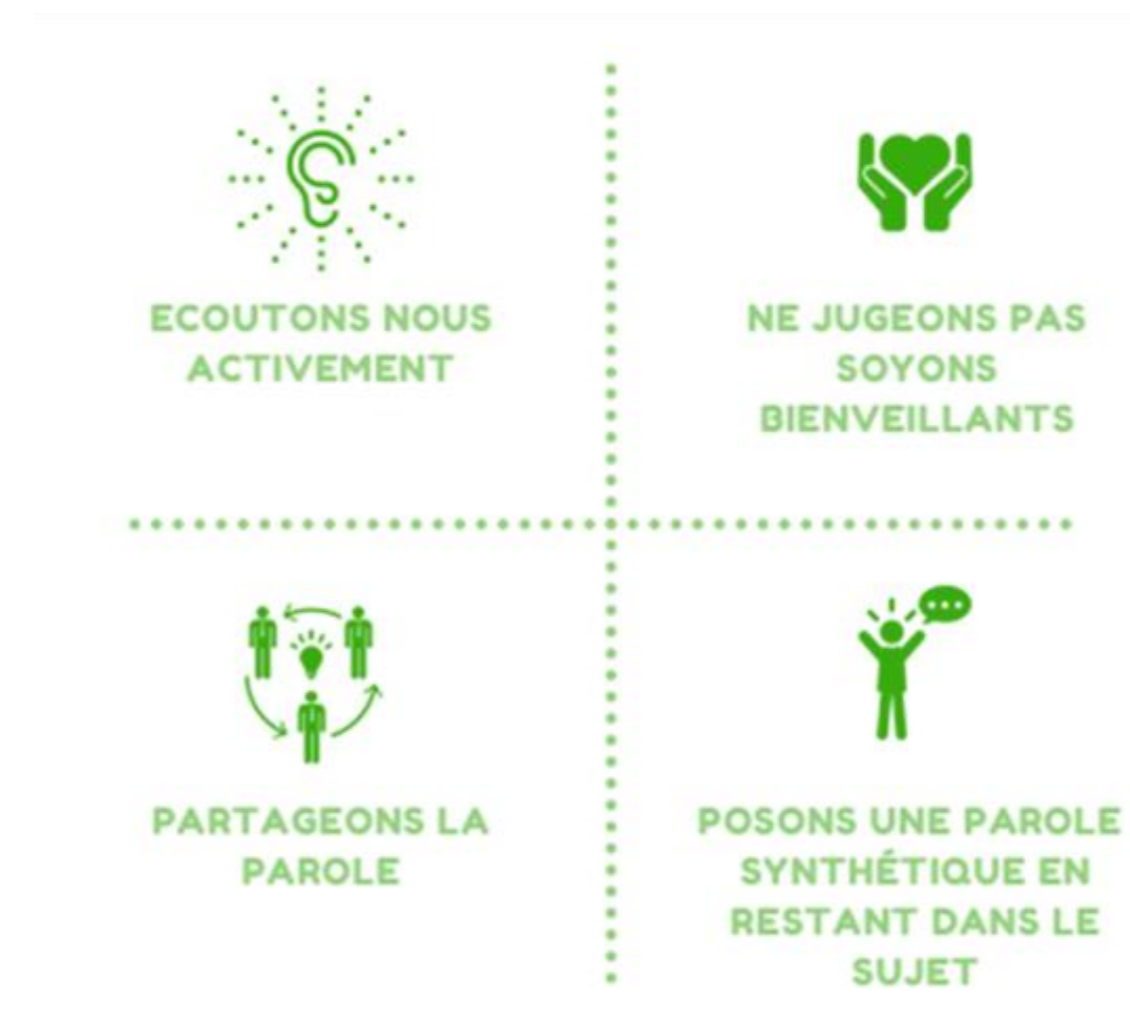 ECOUTONS NOUS
ACTIVEMENT
NE JUGEONS PAS
SOYONS
BIENVEILLANTS
PARTAGEONS LA
PAROLE
POSONS UNE PAROLE
SYNTHÉTIQUE EN
RESTANT DANS LE
SUJET